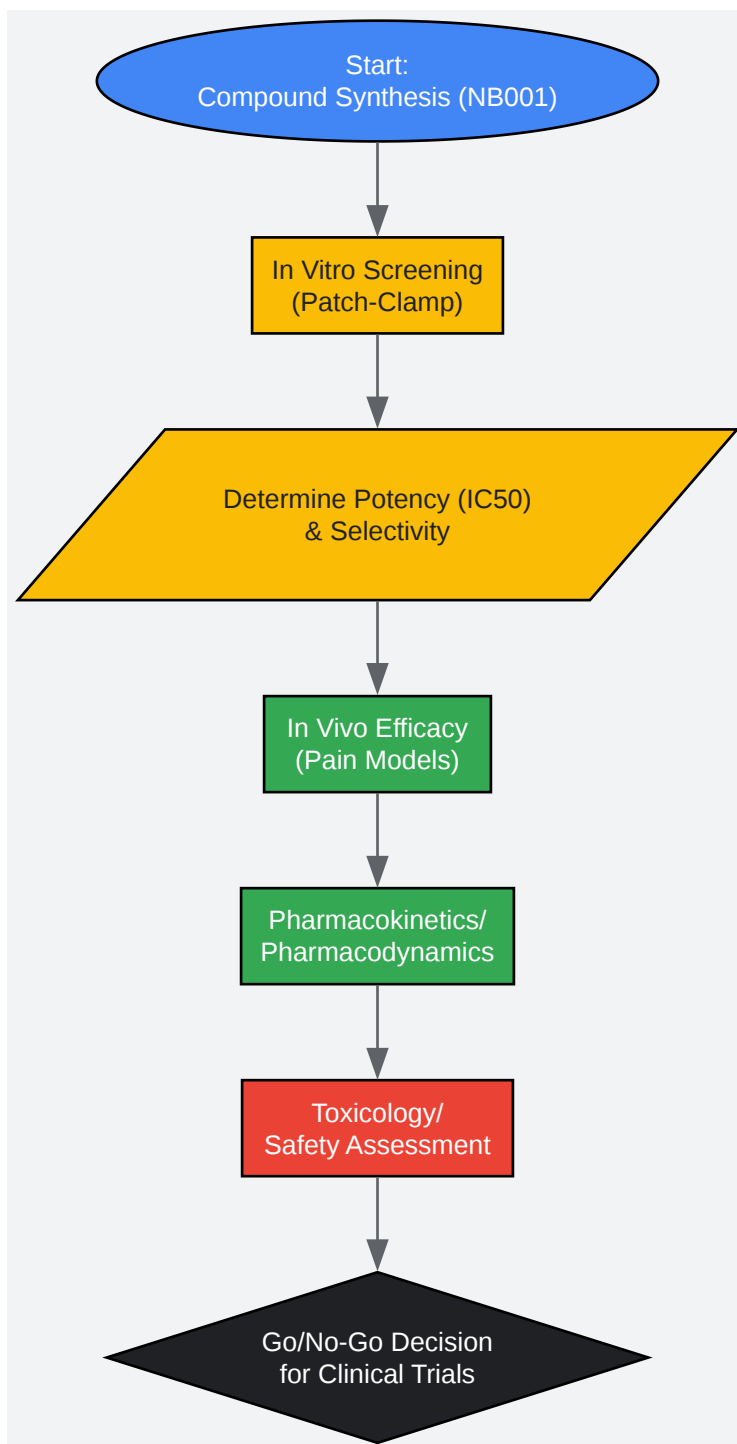 Start:
Compound Synthesis (NB001)
In Vitro Screening
(Patch-Clamp)
Determine Potency (IC50)
& Selectivity
In Vivo Efficacy
(Pain Models)
Pharmacokinetics/
Pharmacodynamics
Toxicology/
Safety Assessment
Go/No-Go Decision
for Clinical Trials